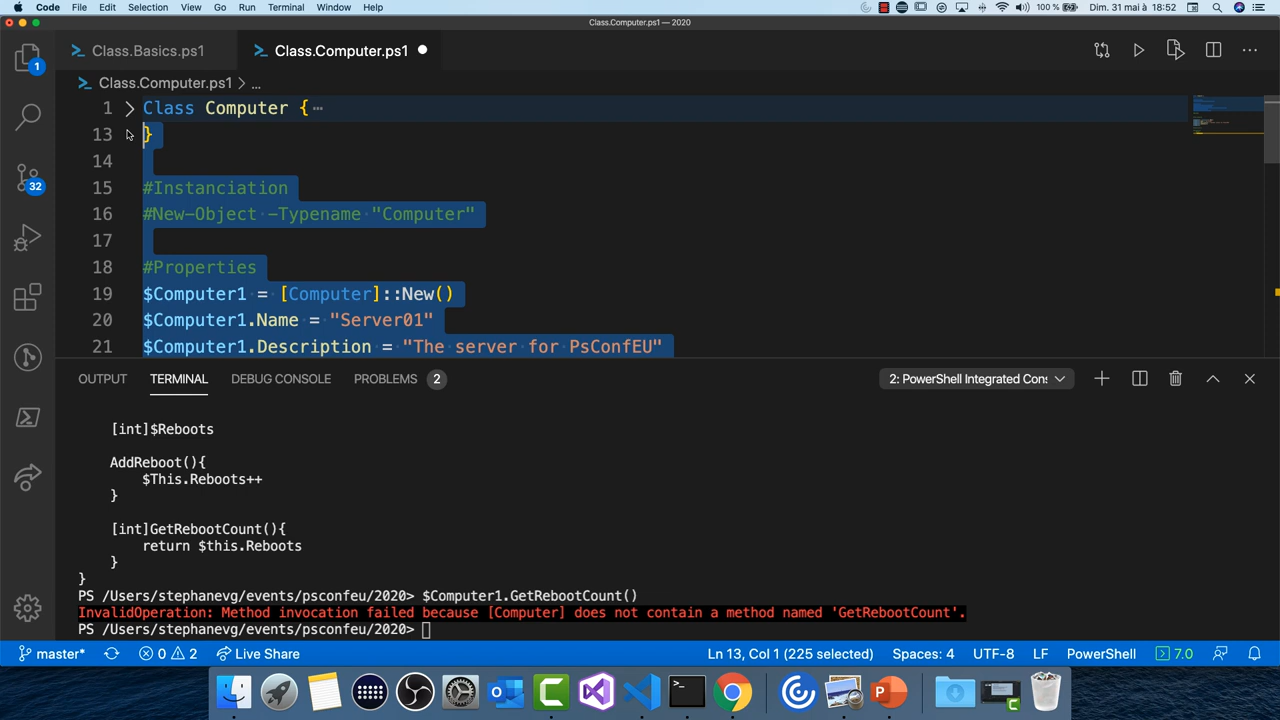 Code File Edit Selection View Go Run Terminal Window Help 100 % Dim. 31 mai à 18:52
Class.Computer.ps1 — 2020
Class.Basics.ps1 Class.Computer.ps1
Class.Computer.ps1 > ...
1 Class Computer { ⋯
13 }
14
15 #Instanciation
16 #New-Object -Typename "Computer"
17
18 #Properties
19 $Computer1 = [Computer]::New()
20 $Computer1.Name = "Server01"
21 $Computer1.Description = "The server for PsConfEU"
1
32
OUTPUT TERMINAL DEBUG CONSOLE PROBLEMS 2 2: PowerShell Integrated Cons
[int]$Reboots
AddReboot(){
$This.Reboots++
}
[int]GetRebootCount(){
return $this.Reboots
}
}
PS /Users/stephanevg/events/psconfeu/2020> $Computer1.GetRebootCount()
InvalidOperation: Method invocation failed because [Computer] does not contain a method named 'GetRebootCount'.
PS /Users/stephanevg/events/psconfeu/2020>
master* 0 2 Live Share Ln 13, Col 1 (225 selected) Spaces: 4 UTF-8 LF PowerShell 7.0